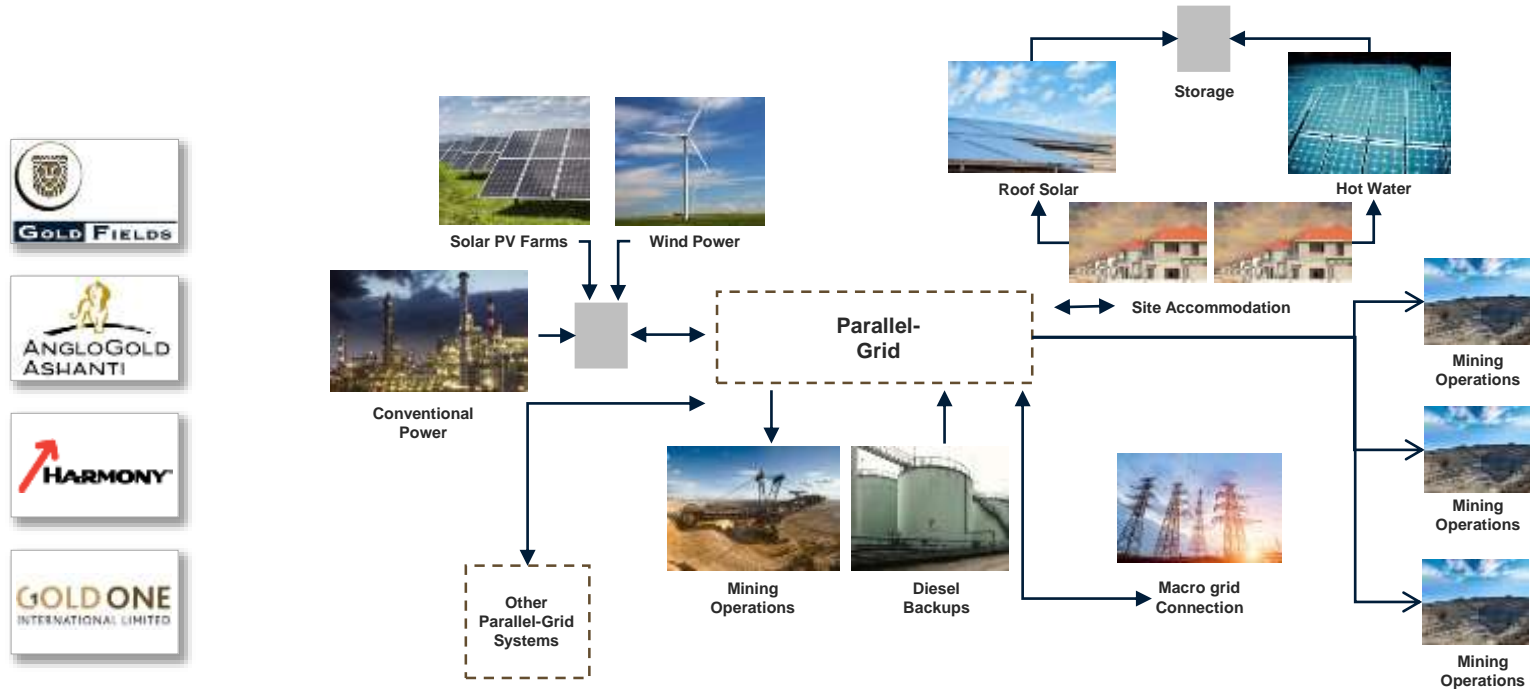 GOLD FIELDS
ANGLOGOLD
ASHANTI
HARMONY™
GOLD ONE
INTERNATIONAL LIMITED
Storage
Roof Solar
Hot Water
Solar PV Farms
Wind Power
Site Accommodation
Parallel-
Grid
Conventional
Power
Mining
Operations
Diesel
Backups
Macro grid
Connection
Other
Parallel-Grid
Systems
Mining
Operations
Mining
Operations
Mining
Operations